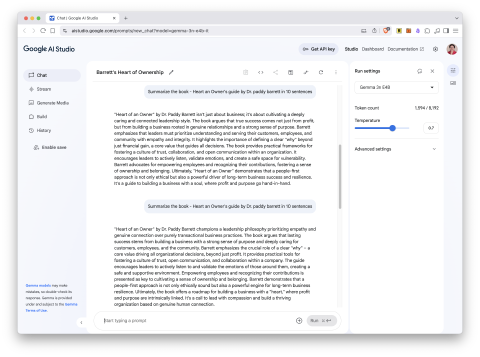 Chat | Google AI Studio
aistudio.google.com/prompts/new_chat?model=gemma-3n-e4b-it
Google AI Studio
Get API key
Studio
Dashboard
Documentation
Chat
Stream
Generate Media
Build
History
Enable save
Gemma models may make
mistakes, so double-check its
response. Gemma is provided
under and subject to the Gemma
Terms of Use.
Barrett's Heart of Ownership
Summarize the book - Heart an Owner's guide by Dr. paddy barrett in 10 sentences
"Heart of an Owner" by Dr. Paddy Barrett isn't just about business; it's about cultivating a deeply
caring and connected leadership style. The book argues that true success comes not just from profit,
but from building a business rooted in genuine relationships and a strong sense of purpose. Barrett
emphasizes that leaders must prioritize understanding and serving their customers, employees, and
community with empathy and integrity. It highlights the importance of defining a clear "why" beyond
just financial gain, a core value that guides all decisions. The book provides practical frameworks for
fostering a culture of trust, collaboration, and open communication within an organization. It
encourages leaders to actively listen, validate emotions, and create a safe space for vulnerability.
Barrett advocates for empowering employees and recognizing their contributions, fostering a sense
of ownership and belonging. Ultimately, "Heart of an Owner" demonstrates that a people-first
approach is not only ethical but also a powerful driver of long-term business success and resilience.
It's a guide to building a business with a soul, where profit and purpose go hand-in-hand.
Summarize the book - Heart an Owner's guide by Dr. paddy barrett in 10 sentences
"Heart of an Owner" by Dr. Paddy Barrett champions a leadership philosophy prioritizing empathy and
genuine connection over purely transactional business practices. The book argues that lasting
success stems from building a business with a strong sense of purpose and deeply caring for
customers, employees, and the community. Barrett emphasizes the crucial role of a clear "why" – a
core value driving all organizational decisions, beyond just profit. It provides practical tools for
fostering a culture of trust, open communication, and collaboration within a company. The guide
encourages leaders to actively listen to and validate the emotions of those around them, creating a
safe and supportive environment. Empowering employees and recognizing their contributions is
presented as key to cultivating a sense of ownership and belonging. Barrett demonstrates that a
people-first approach is not only ethically sound but also a powerful engine for long-term business
resilience. Ultimately, the book offers a roadmap for building a business with a "heart," where profit
and purpose are intrinsically linked. It's a call to lead with compassion and build a thriving
organization based on genuine human connection.
Start typing a prompt
Run
Run settings
Gemma 3n E4B
Token count
1,594 / 8,192
Temperature
0.7
Advanced settings